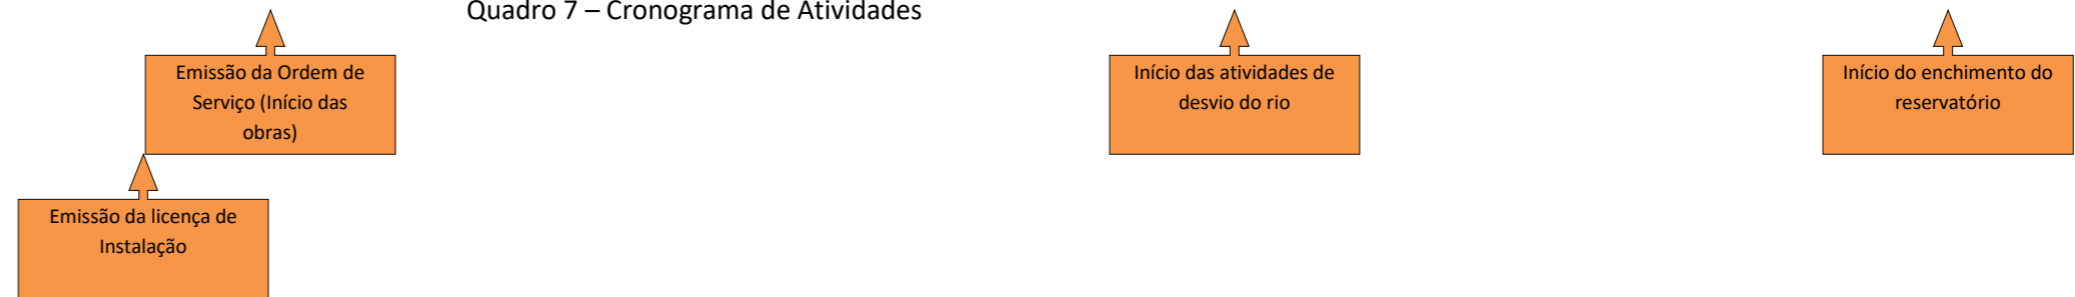 Quadro 7 – Cronograma de Atividades
Emissão da Ordem de
Serviço (Início das
obras)
Início das atividades de
desvio do rio
Início do enchimento do
reservatório
Emissão da licença de
Instalação